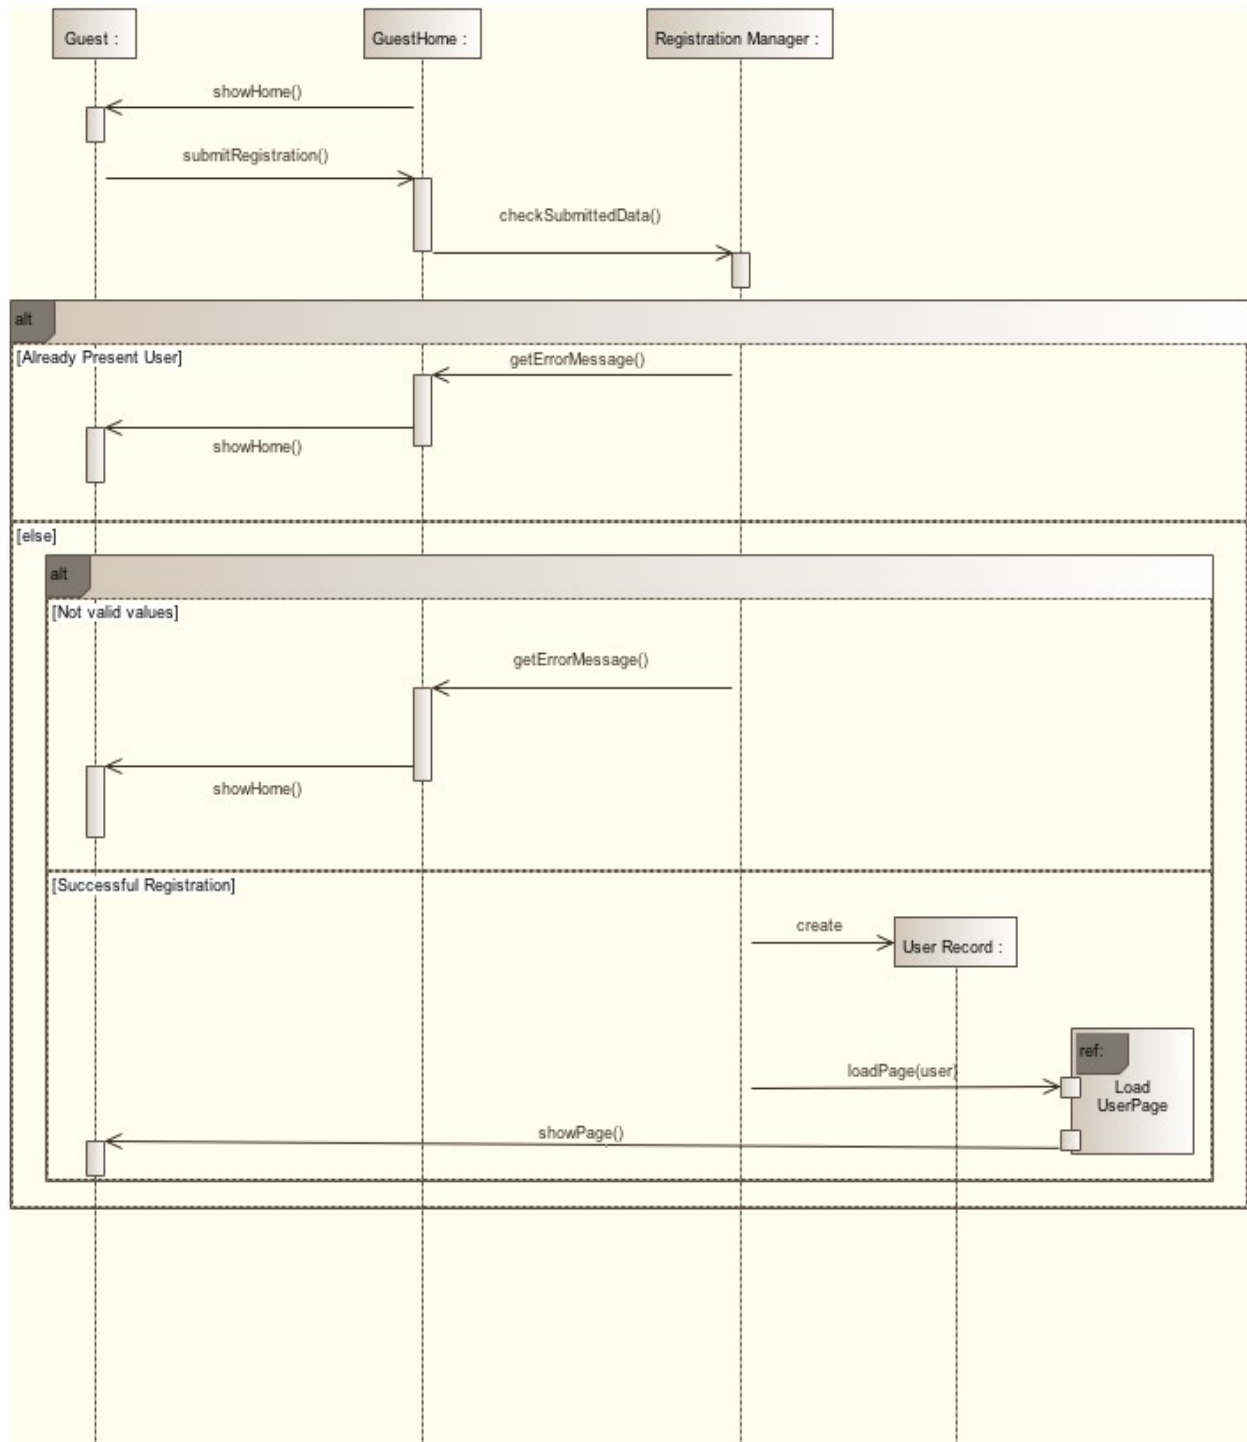 Guest :
GuestHome :
Registration Manager :
showHome()
submitRegistration()
checkSubmittedData()
alt
[Already Present User]
getErrorMessage()
showHome()
[else]
alt
[Not valid values]
getErrorMessage()
showHome()
[Successful Registration]
create
User Record :
ref:
loadPage(user)
Load
UserPage
showPage()